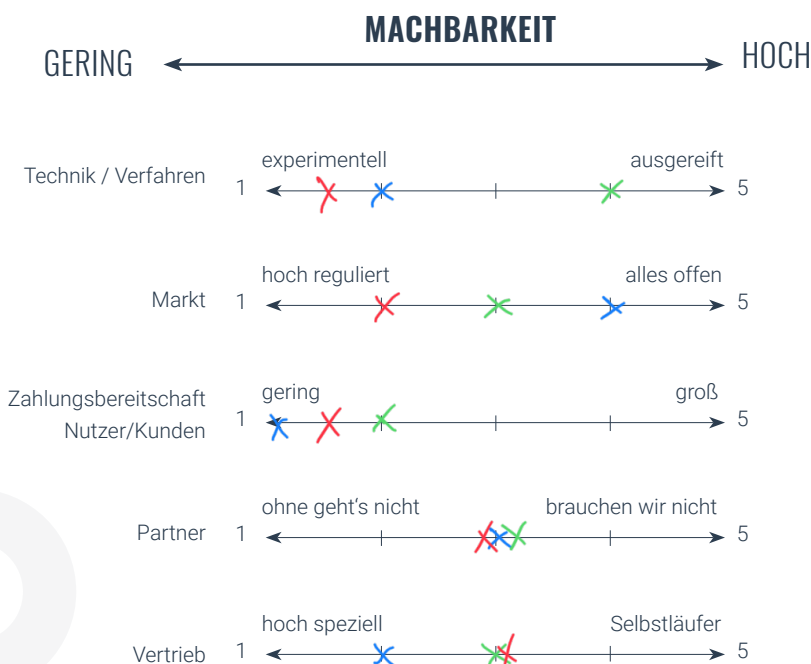 MACHBARKEIT
GERING
HOCH
experimentell
ausgereift
Technik / Verfahren
1
5
hoch reguliert
alles offen
Markt
1
5
gering
groß
Zahlungsbereitschaft
Nutzer/Kunden
1
5
ohne geht‘s nicht
brauchen wir nicht
Partner
1
5
hoch speziell
Selbstläufer
Vertrieb
1
5